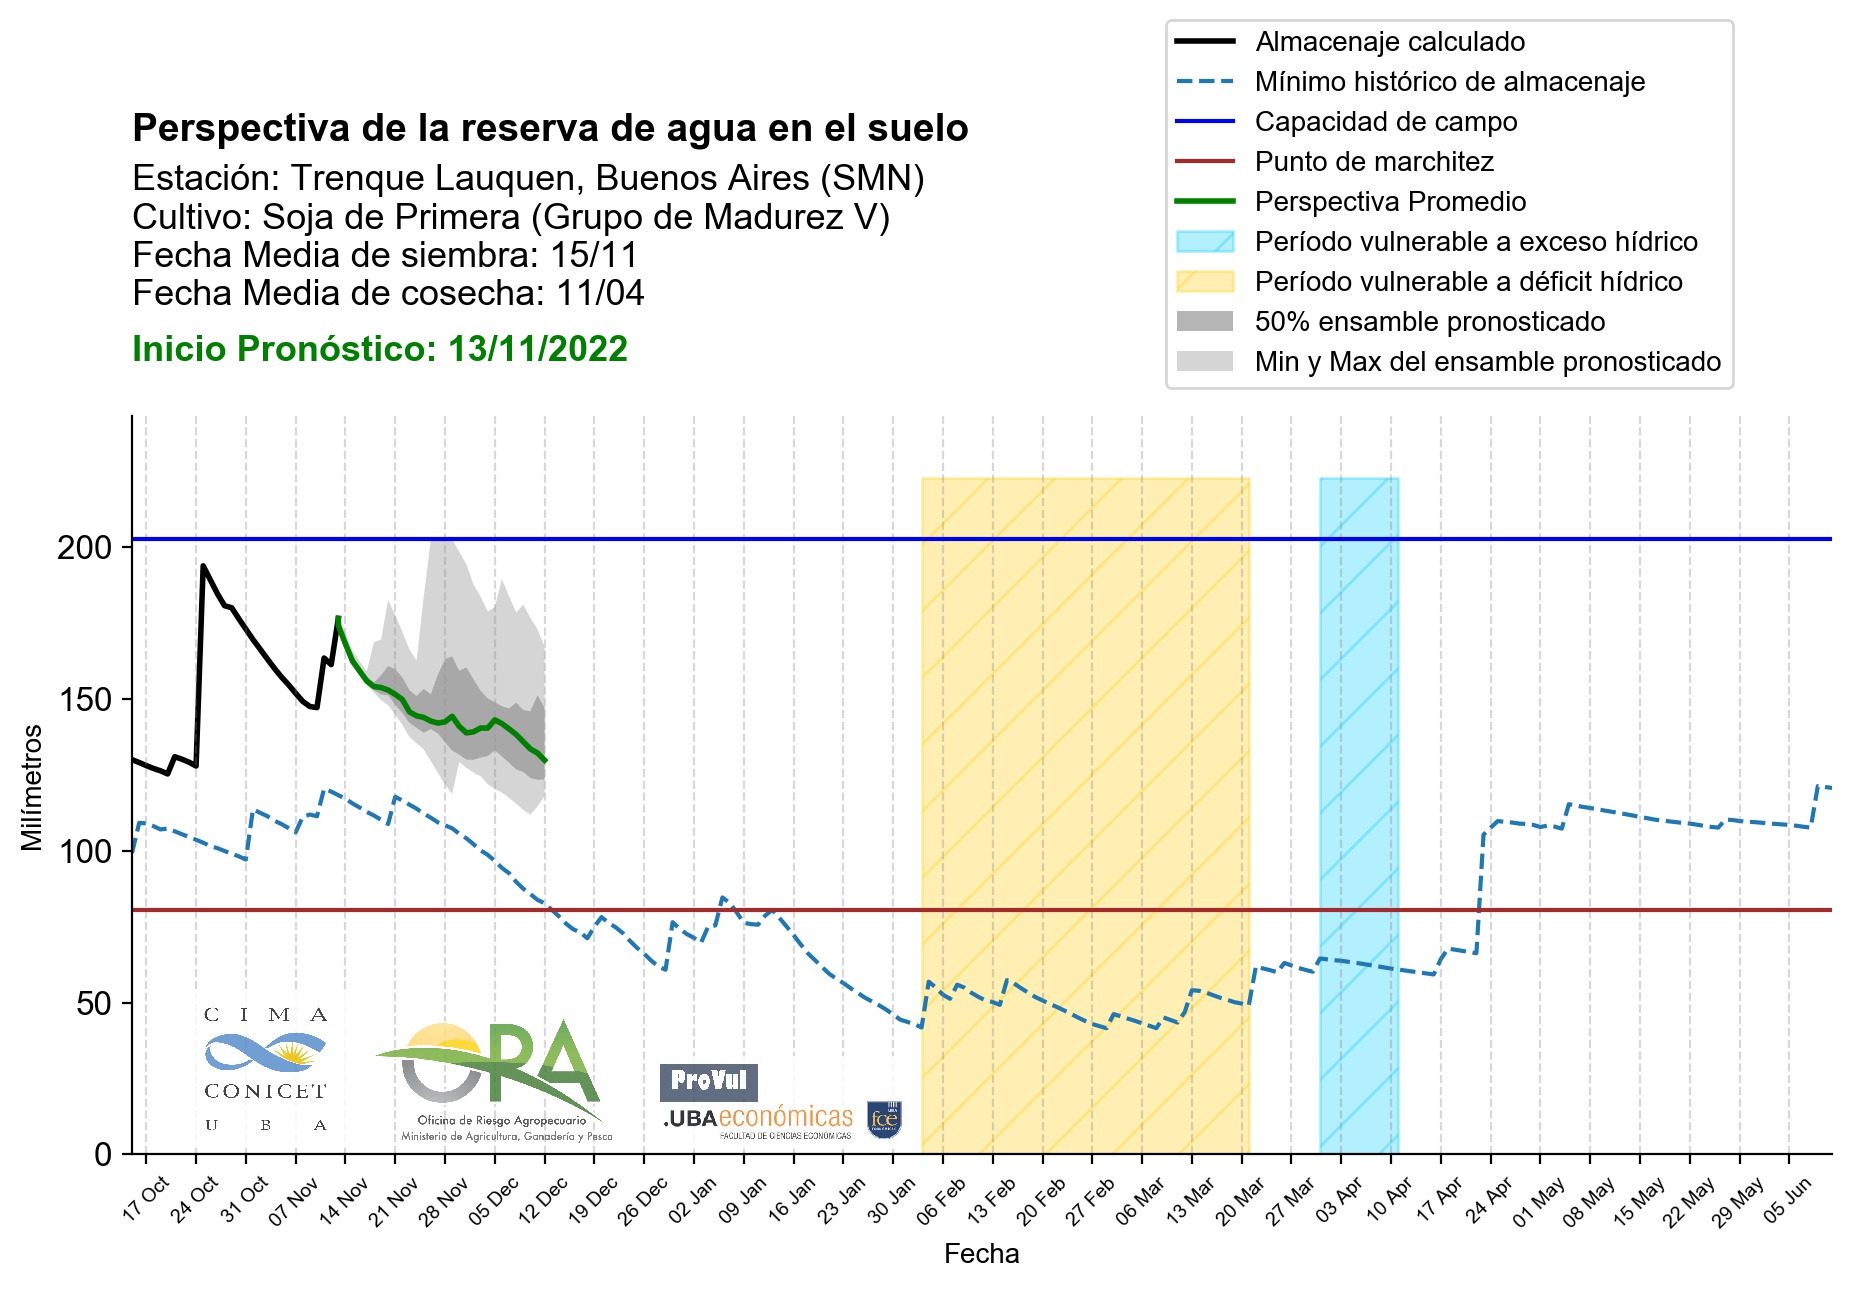 Almacenaje calculado
Mínimo histórico de almacenaje
Capacidad de campo
Punto de marchitez
Perspectiva Promedio
Período vulnerable a exceso hídrico
Período vulnerable a déficit hídrico
50% ensamble pronosticado
Min y Max del ensamble pronosticado
Perspectiva de la reserva de agua en el suelo
Estación: Trenque Lauquen, Buenos Aires (SMN)
Cultivo: Soja de Primera (Grupo de Madurez V)
Fecha Media de siembra: 15/11
Fecha Media de cosecha: 11/04
Inicio Pronóstico: 13/11/2022
Milímetros
200
150
100
50
0
CIMA
CONICET
UBA
ORA
Oficina de Riesgo Agropecuario
Ministerio de Agricultura, Ganadería y Pesca
ProVul
.UBAeconómicas
FACULTAD DE CIENCIAS ECONÓMICAS
fce
17 Oct
24 Oct
31 Oct
07 Nov
14 Nov
21 Nov
28 Nov
05 Dec
12 Dec
19 Dec
26 Dec
02 Jan
09 Jan
16 Jan
23 Jan
30 Jan
06 Feb
13 Feb
20 Feb
27 Feb
06 Mar
13 Mar
20 Mar
27 Mar
03 Apr
10 Apr
17 Apr
24 Apr
01 May
08 May
15 May
22 May
29 May
05 Jun
Fecha